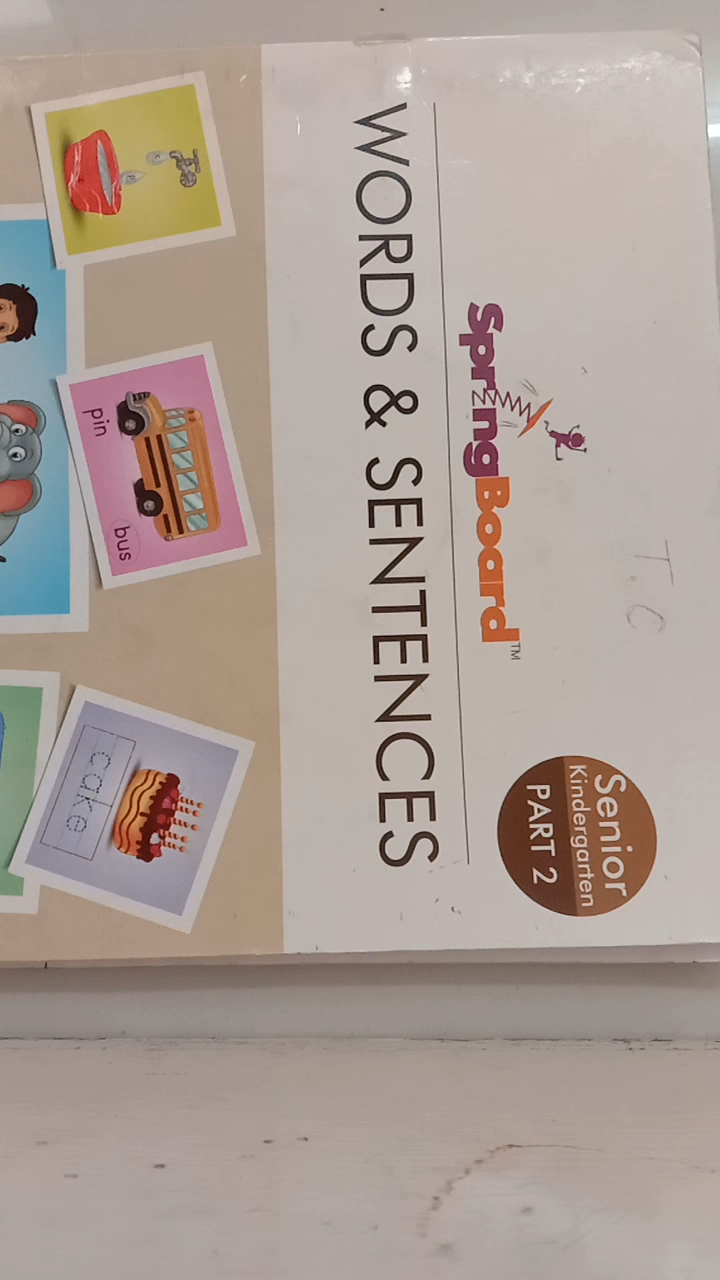 T.C
SpringBoard™
Senior
Kindergarten
PART 2
WORDS & SENTENCES
pin
bus
cake